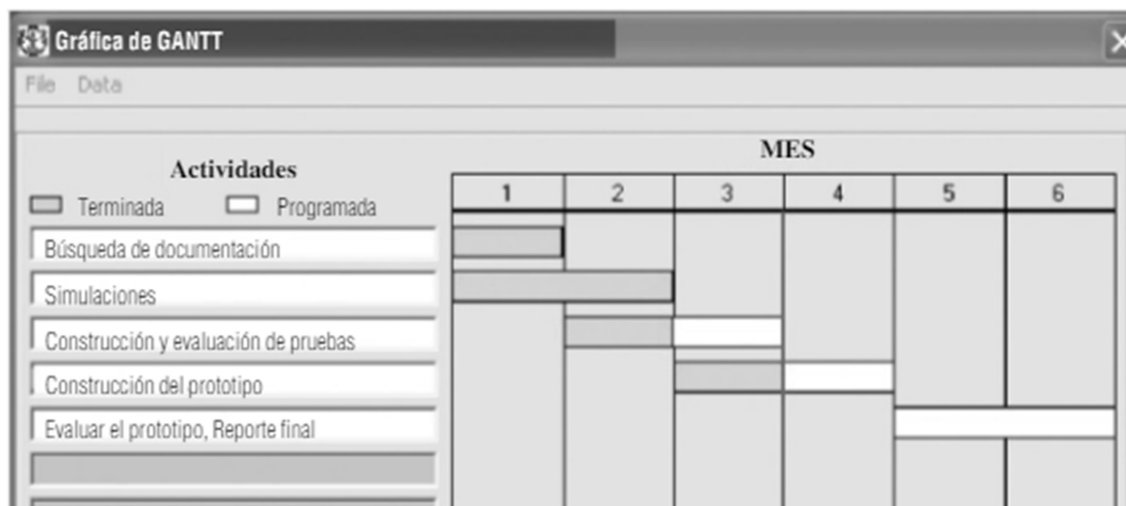 Gráfica de GANTT
File Data
MES
Actividades
1 2 3 4 5 6
Terminada Programada
Búsqueda de documentación
Simulaciones
Construcción y evaluación de pruebas
Construcción del prototipo
Evaluar el prototipo, Reporte final